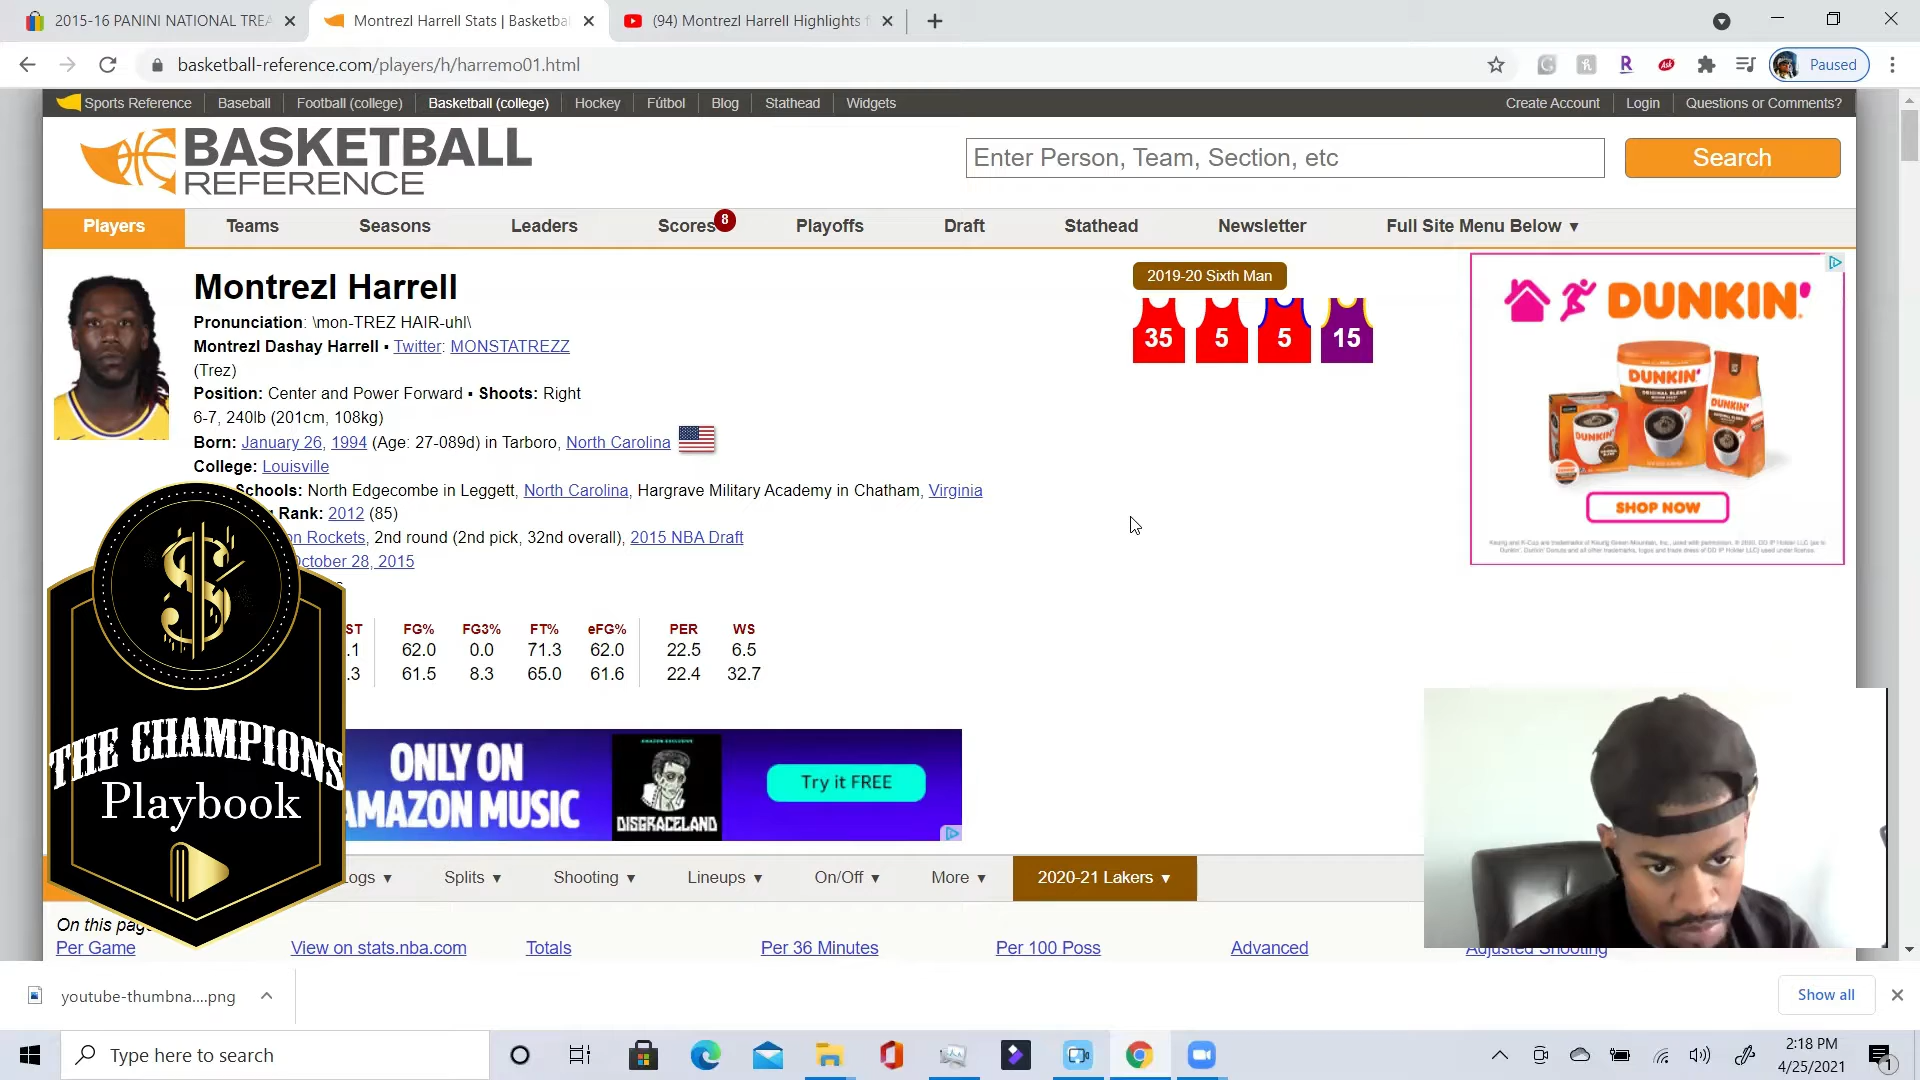 2015-16 PANINI NATIONAL TREA
Montrezl Harrell Stats | Basketba
(94) Montrezl Harrell Highlights f
basketball-reference.com/players/h/harremo01.html
Paused
Sports Reference Baseball Football (college) Basketball (college) Hockey Fútbol Blog Stathead Widgets Create Account Login Questions or Comments?
BASKETBALL
REFERENCE
Enter Person, Team, Section, etc
Search
Players Teams Seasons Leaders Scores 8 Playoffs Draft Stathead Newsletter Full Site Menu Below ▼
Montrezl Harrell
Pronunciation: \mon-TREZ HAIR-uhl\
Montrezl Dashay Harrell ▪ Twitter: MONSTATREZZ
(Trez)
Position: Center and Power Forward ▪ Shoots: Right
6-7, 240lb (201cm, 108kg)
Born: January 26, 1994 (Age: 27-089d) in Tarboro, North Carolina
College: Louisville
Schools: North Edgecombe in Leggett, North Carolina, Hargrave Military Academy in Chatham, Virginia
Rank: 2012 (85)
on Rockets, 2nd round (2nd pick, 32nd overall), 2015 NBA Draft
October 28, 2015
2019-20 Sixth Man
35 5 5 15
DUNKIN'
DUNKIN'
ORIGINAL BLEND
DUNKIN'
DUNKIN'
SHOP NOW
ST FG% FG3% FT% eFG% PER WS
.1 62.0 0.0 71.3 62.0 22.5 6.5
.3 61.5 8.3 65.0 61.6 22.4 32.7
THE CHAMPIONS
Playbook
ONLY ON
AMAZON MUSIC
DISGRACELAND
Try it FREE
Logs ▼ Splits ▼ Shooting ▼ Lineups ▼ On/Off ▼ More ▼ 2020-21 Lakers ▼
On this page
Per Game View on stats.nba.com Totals Per 36 Minutes Per 100 Poss Advanced Adjusted Shooting
youtube-thumbna....png
Show all
Type here to search
2:18 PM
4/25/2021
1